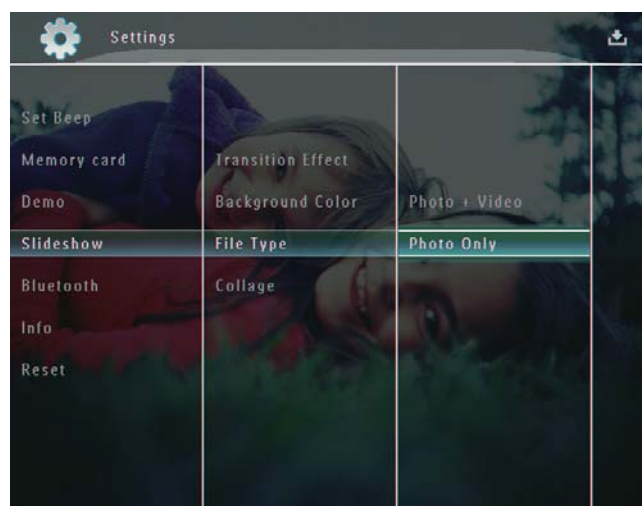 Settings
Set Beep
Memory card
Demo
Slideshow
Bluetooth
Info
Reset
Transition Effect
Background Color
File Type
Collage
Photo + Video
Photo Only